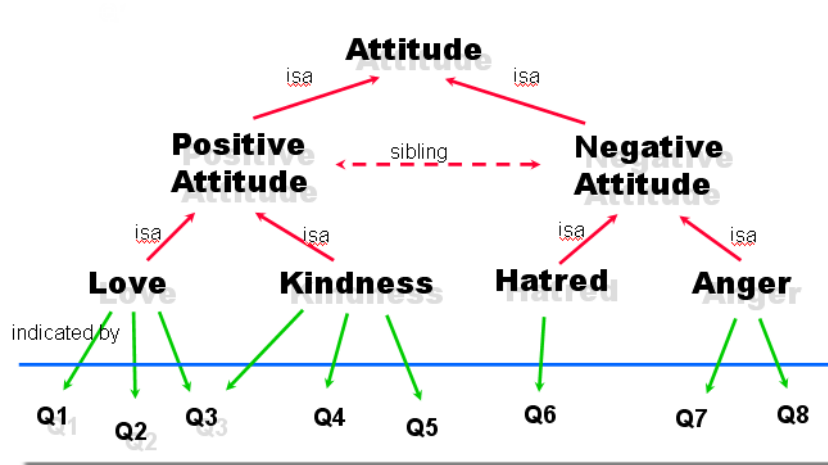 Attitude
isa
isa
Positive
Attitude
sibling
Negative
Attitude
isa
isa
isa
isa
Love
Kindness
Hatred
Anger
indicated by
Q1
Q2
Q3
Q4
Q5
Q6
Q7
Q8